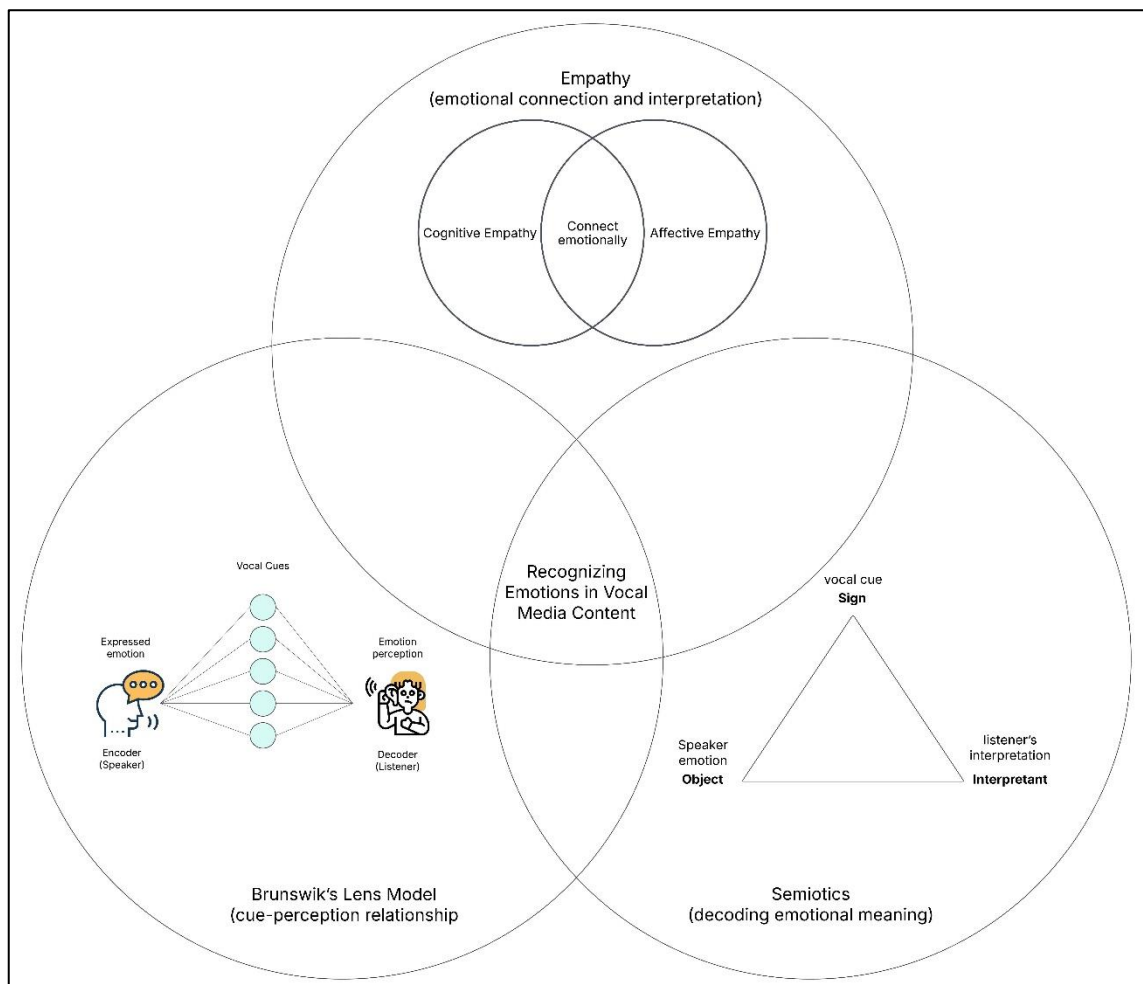 Empathy
(emotional connection and interpretation)
Cognitive Empathy
Connect
emotionally
Affective Empathy
Recognizing
Emotions in Vocal
Media Content
Vocal Cues
Expressed
emotion
Encoder
(Speaker)
Emotion
perception
Decoder
(Listener)
Brunswik's Lens Model
(cue-perception relationship
vocal cue
Sign
Speaker
emotion
Object
listener's
interpretation
Interpretant
Semiotics
(decoding emotional meaning)